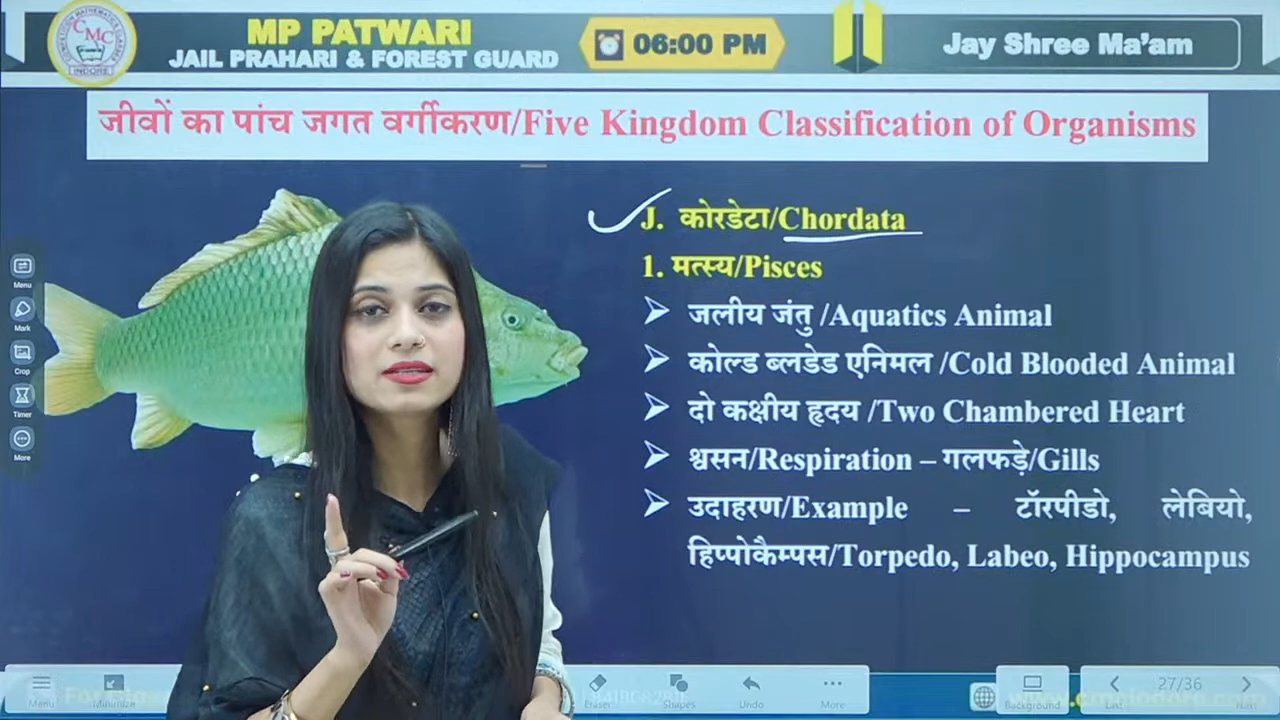 CMC
INDORE
MP PATWARI
JAIL PRAHARI & FOREST GUARD
06:00 PM
Jay Shree Ma'am
जीवों का पांच जगत वर्गीकरण/Five Kingdom Classification of Organisms
J. कोरडेटा/Chordata
1. मत्स्य/Pisces
जलीय जंतु /Aquatics Animal
कोल्ड ब्लडेड एनिमल /Cold Blooded Animal
दो कक्षीय हृदय /Two Chambered Heart
श्वसन/Respiration – गलफड़े/Gills
उदाहरण/Example – टॉरपीडो, लेबियो,
हिप्पोकैम्पस/Torpedo, Labeo, Hippocampus
Menu
Mark
Crop
Timer
More
Menu
Minimize
Eraser
Shapes
Undo
More
Background
Last
27/36
Next